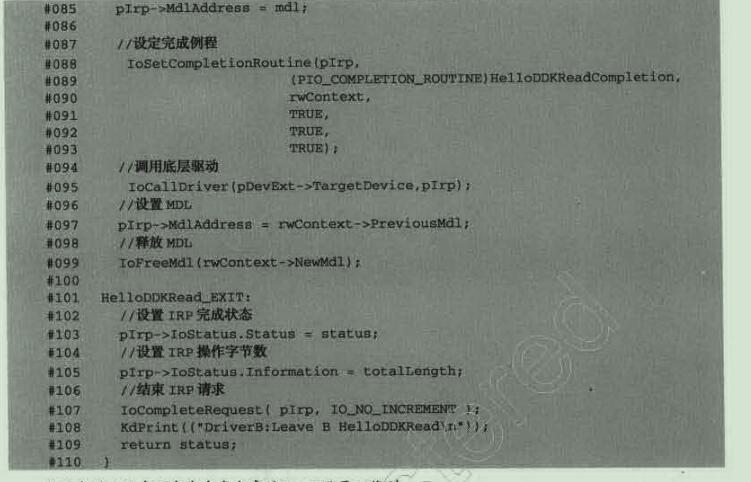 #085 pIrp->MdlAddress = mdl;
#086
#087 //设定完成例程
#088 IoSetCompletionRoutine(pIrp,
#089 (PIO_COMPLETION_ROUTINE)HelloDDKReadCompletion,
#090 rwContext,
#091 TRUE,
#092 TRUE,
#093 TRUE);
#094 //调用底层驱动
#095 IoCallDriver(pDevExt->TargetDevice,pIrp);
#096 //设置 MDL
#097 pIrp->MdlAddress = rwContext->PreviousMdl;
#098 //释放 MDL
#099 IoFreeMdl(rwContext->NewMdl);
#100
#101 HelloDDKRead_EXIT:
#102 //设置 IRP 完成状态
#103 pIrp->IoStatus.Status = status;
#104 //设置 IRP 操作字节数
#105 pIrp->IoStatus.Information = totalLength;
#106 //结束 IRP 请求
#107 IoCompleteRequest( pIrp, IO_NO_INCREMENT );
#108 KdPrint(("DriverB:Leave B HelloDDKRead\n"));
#109 return status;
#110 }